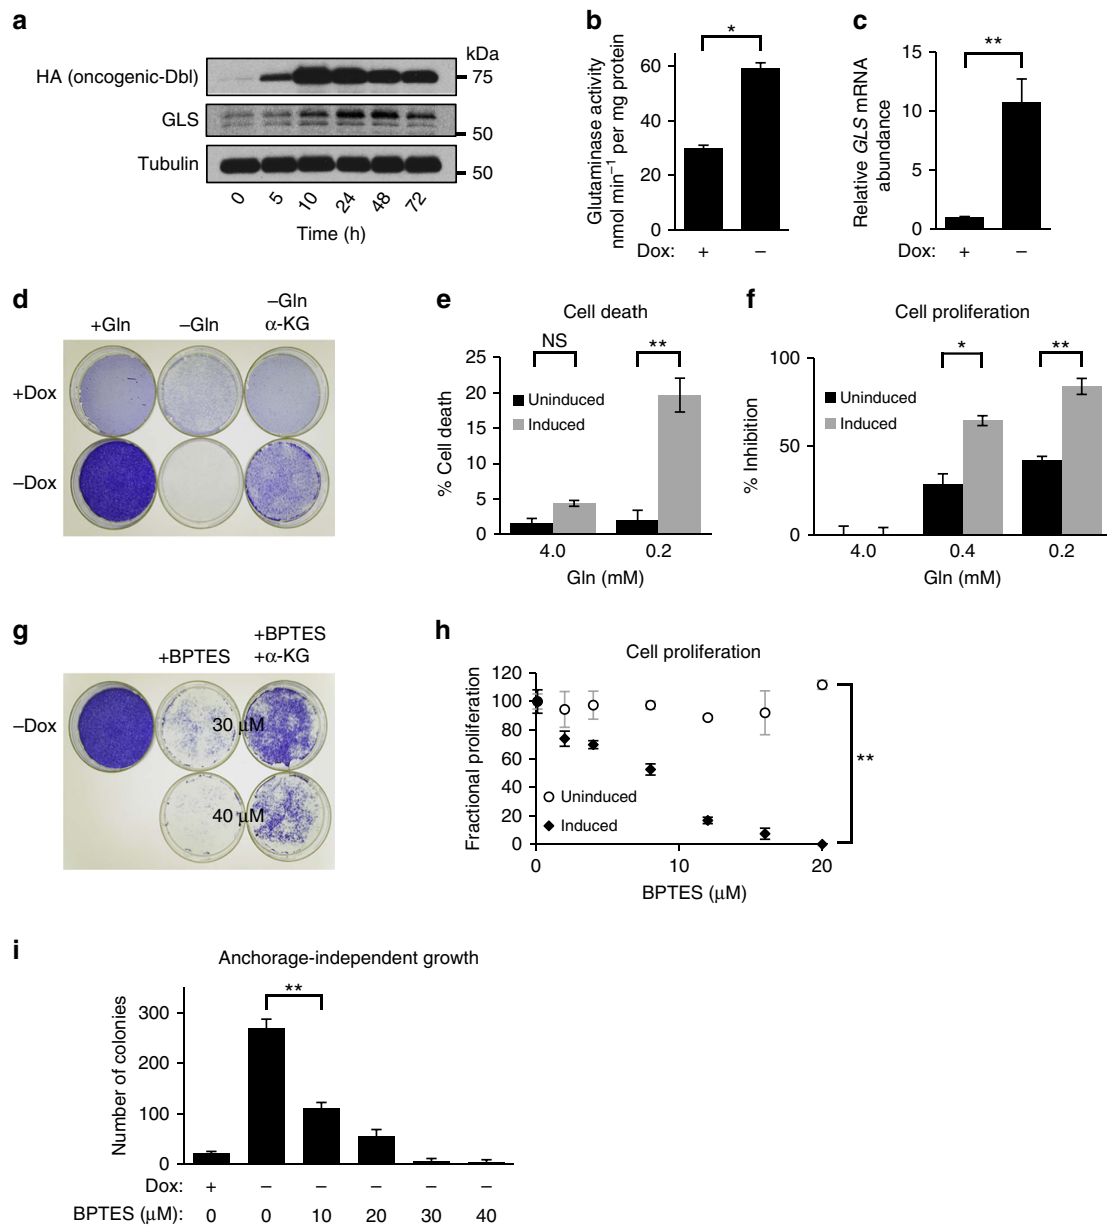 a
kDa
HA (oncogenic-Dbl)
75
GLS
50
Tubulin
50
0 5 10 24 48 72
Time (h)
b
*
Glutaminase activity
nmol min⁻¹ per mg protein
60
40
20
0
Dox: + –
c
**
Relative GLS mRNA
abundance
15
10
5
0
Dox: + –
d
+Gln –Gln –Gln
α-KG
+Dox
–Dox
e
Cell death
NS **
% Cell death
25
20
15
10
5
0
Uninduced
Induced
4.0 0.2
Gln (mM)
f
Cell proliferation
* **
% Inhibition
100
50
0
Uninduced
Induced
4.0 0.4 0.2
Gln (mM)
g
+BPTES +BPTES
+α-KG
–Dox
30 μM
40 μM
h
Cell proliferation
Fractional proliferation
120
100
80
60
40
20
0
Uninduced
Induced
**
0 10 20
BPTES (μM)
i
Anchorage-independent growth
**
Number of colonies
300
200
100
0
Dox: + – – – – –
BPTES (μM): 0 0 10 20 30 40